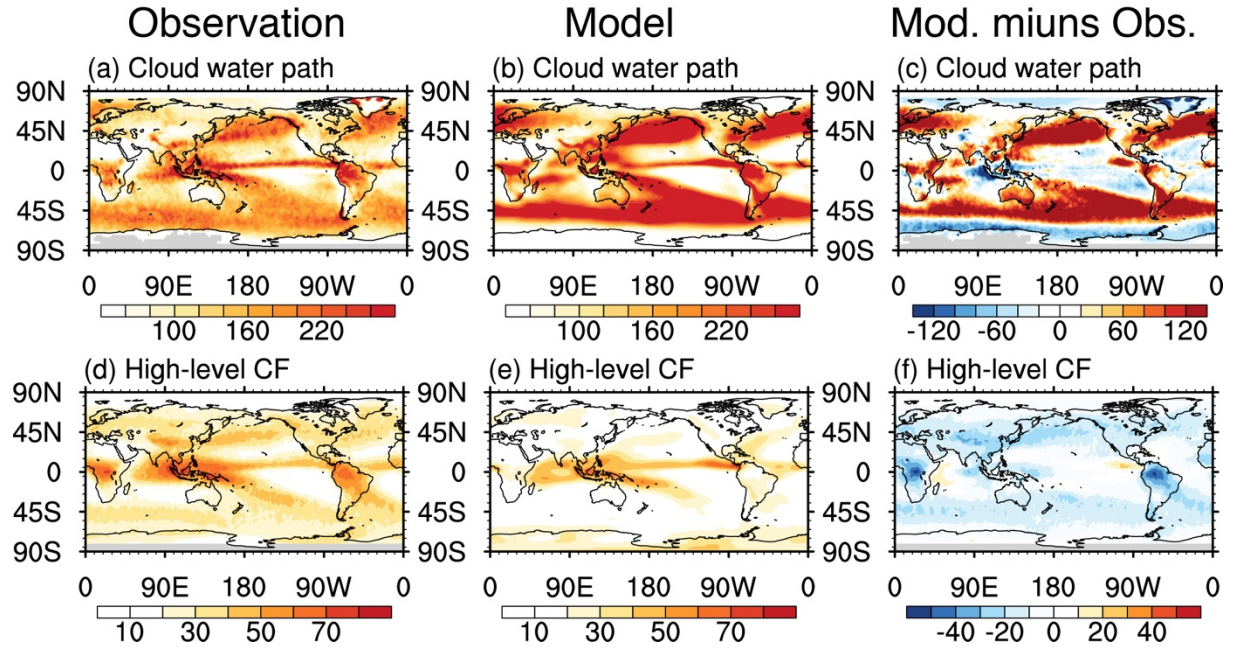 Observation Model Mod. miuns Obs.
(a) Cloud water path (b) Cloud water path (c) Cloud water path
90N 90N 90N
45N 45N 45N
0 0 0
45S 45S 45S
90S 90S 90S
0 90E 180 90W 0 0 90E 180 90W 0 0 90E 180 90W 0
100 160 220 100 160 220 -120 -60 0 60 120
(d) High-level CF (e) High-level CF (f) High-level CF
90N 90N 90N
45N 45N 45N
0 0 0
45S 45S 45S
90S 90S 90S
0 90E 180 90W 0 0 90E 180 90W 0 0 90E 180 90W 0
10 30 50 70 10 30 50 70 -40 -20 0 20 40